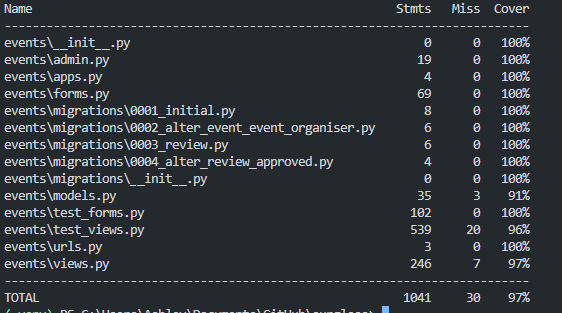 Name Stmts Miss Cover
------------------------------------------------------------------
events\__init__.py 0 0 100%
events\admin.py 19 0 100%
events\apps.py 4 0 100%
events\forms.py 69 0 100%
events\migrations\0001_initial.py 8 0 100%
events\migrations\0002_alter_event_event_organiser.py 6 0 100%
events\migrations\0003_review.py 6 0 100%
events\migrations\0004_alter_review_approved.py 4 0 100%
events\migrations\__init__.py 0 0 100%
events\models.py 35 3 91%
events\test_forms.py 102 0 100%
events\test_views.py 539 20 96%
events\urls.py 3 0 100%
events\views.py 246 7 97%
------------------------------------------------------------------
TOTAL 1041 30 97%